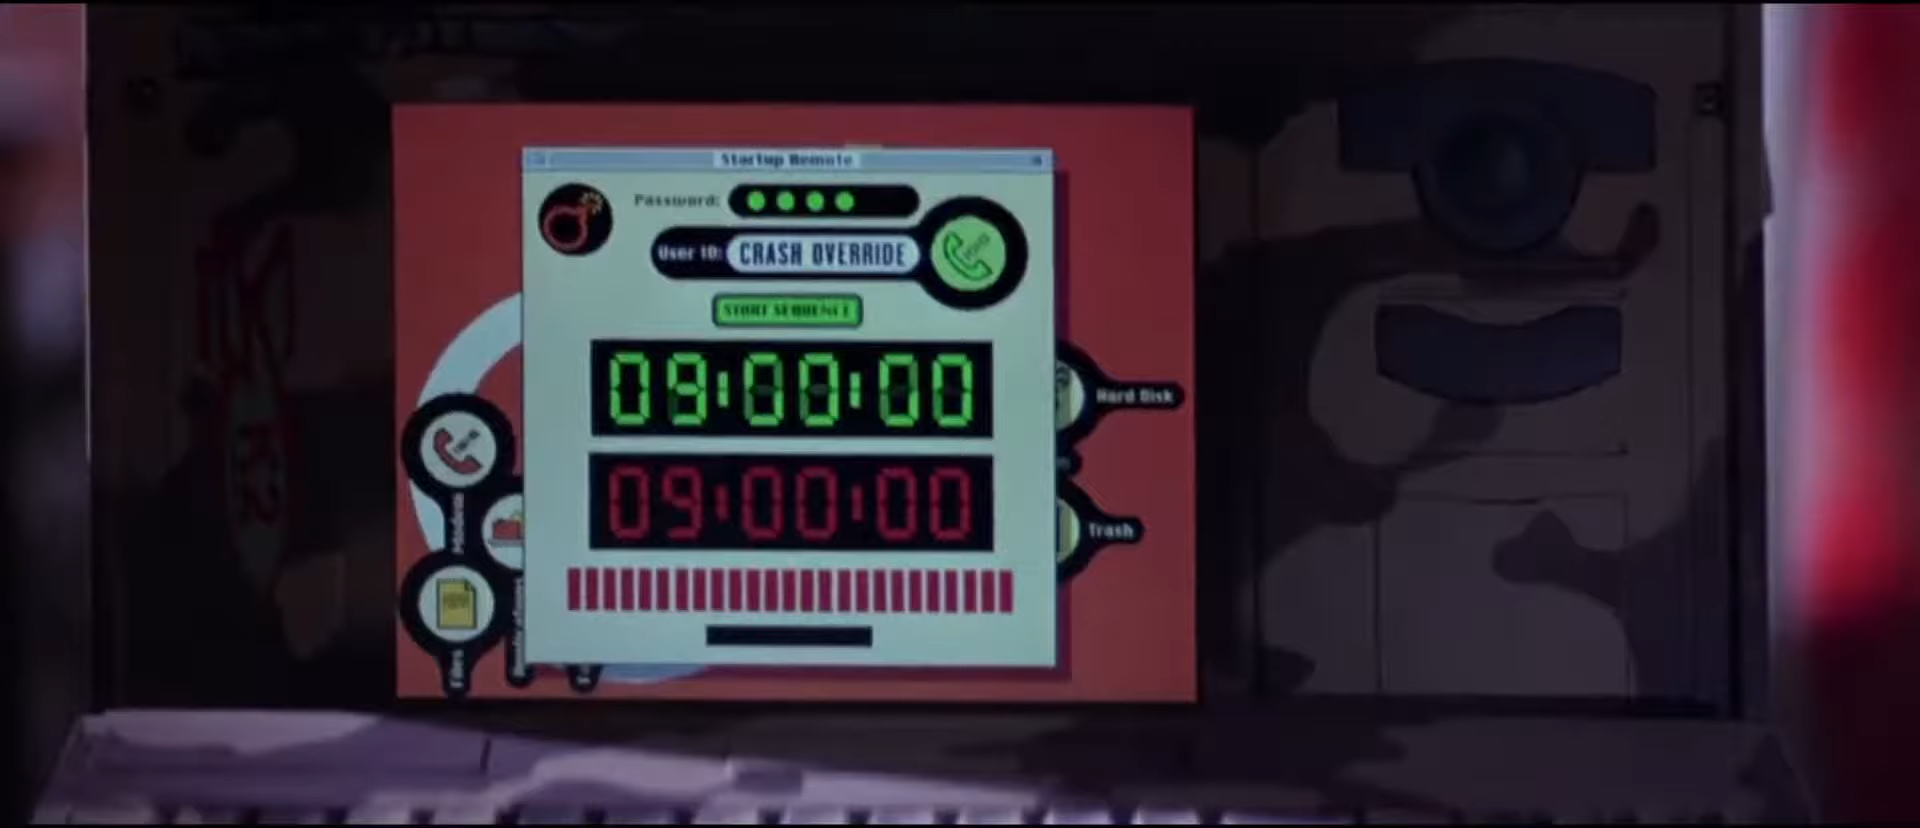 Startup Remote
Password:
User ID: CRASH OVERRIDE
START SEQUENCE
09:00:00
09:00:00
Hard Disk
Trash
Modem
Files